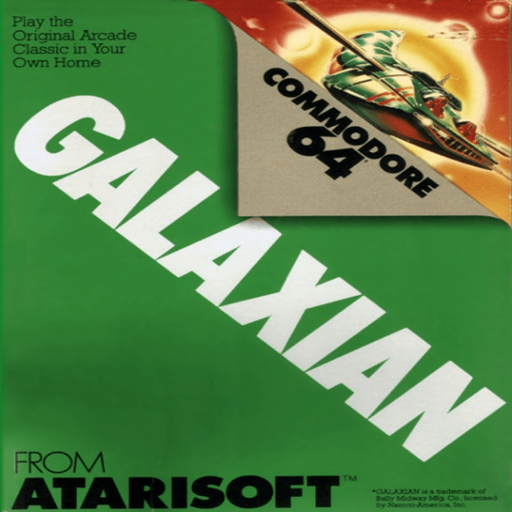 Play the
Original Arcade
Classic in Your
Own Home
COMMODORE
64
GALAXIAN
FROM
ATARISOFT™
*GALAXIAN is a trademark of
Bally Midway Mfg. Co. licensed
by Namco-America, Inc.